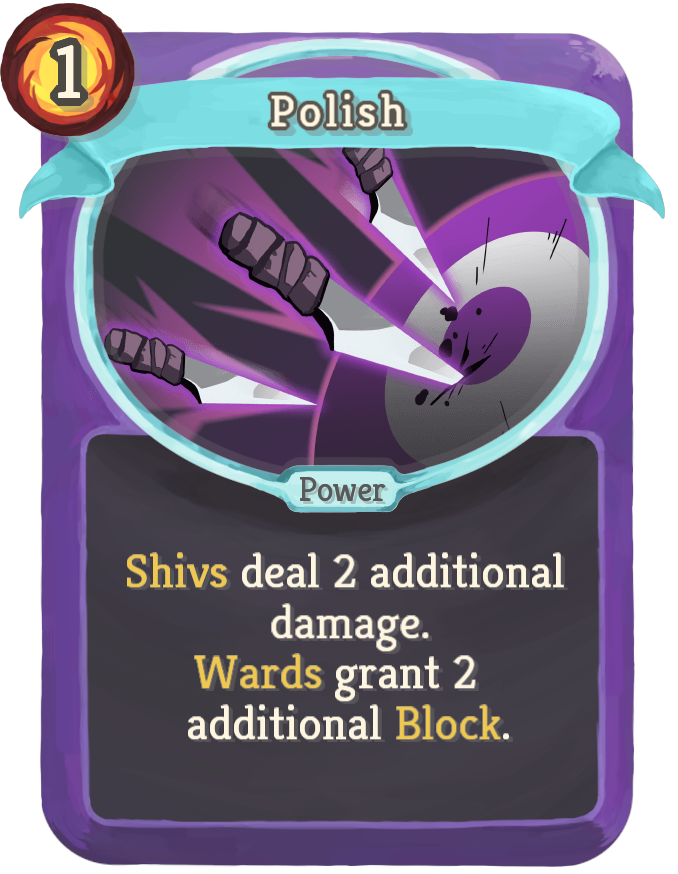 1
Polish
Power
Shivs deal 2 additional
damage.
Wards grant 2
additional Block.